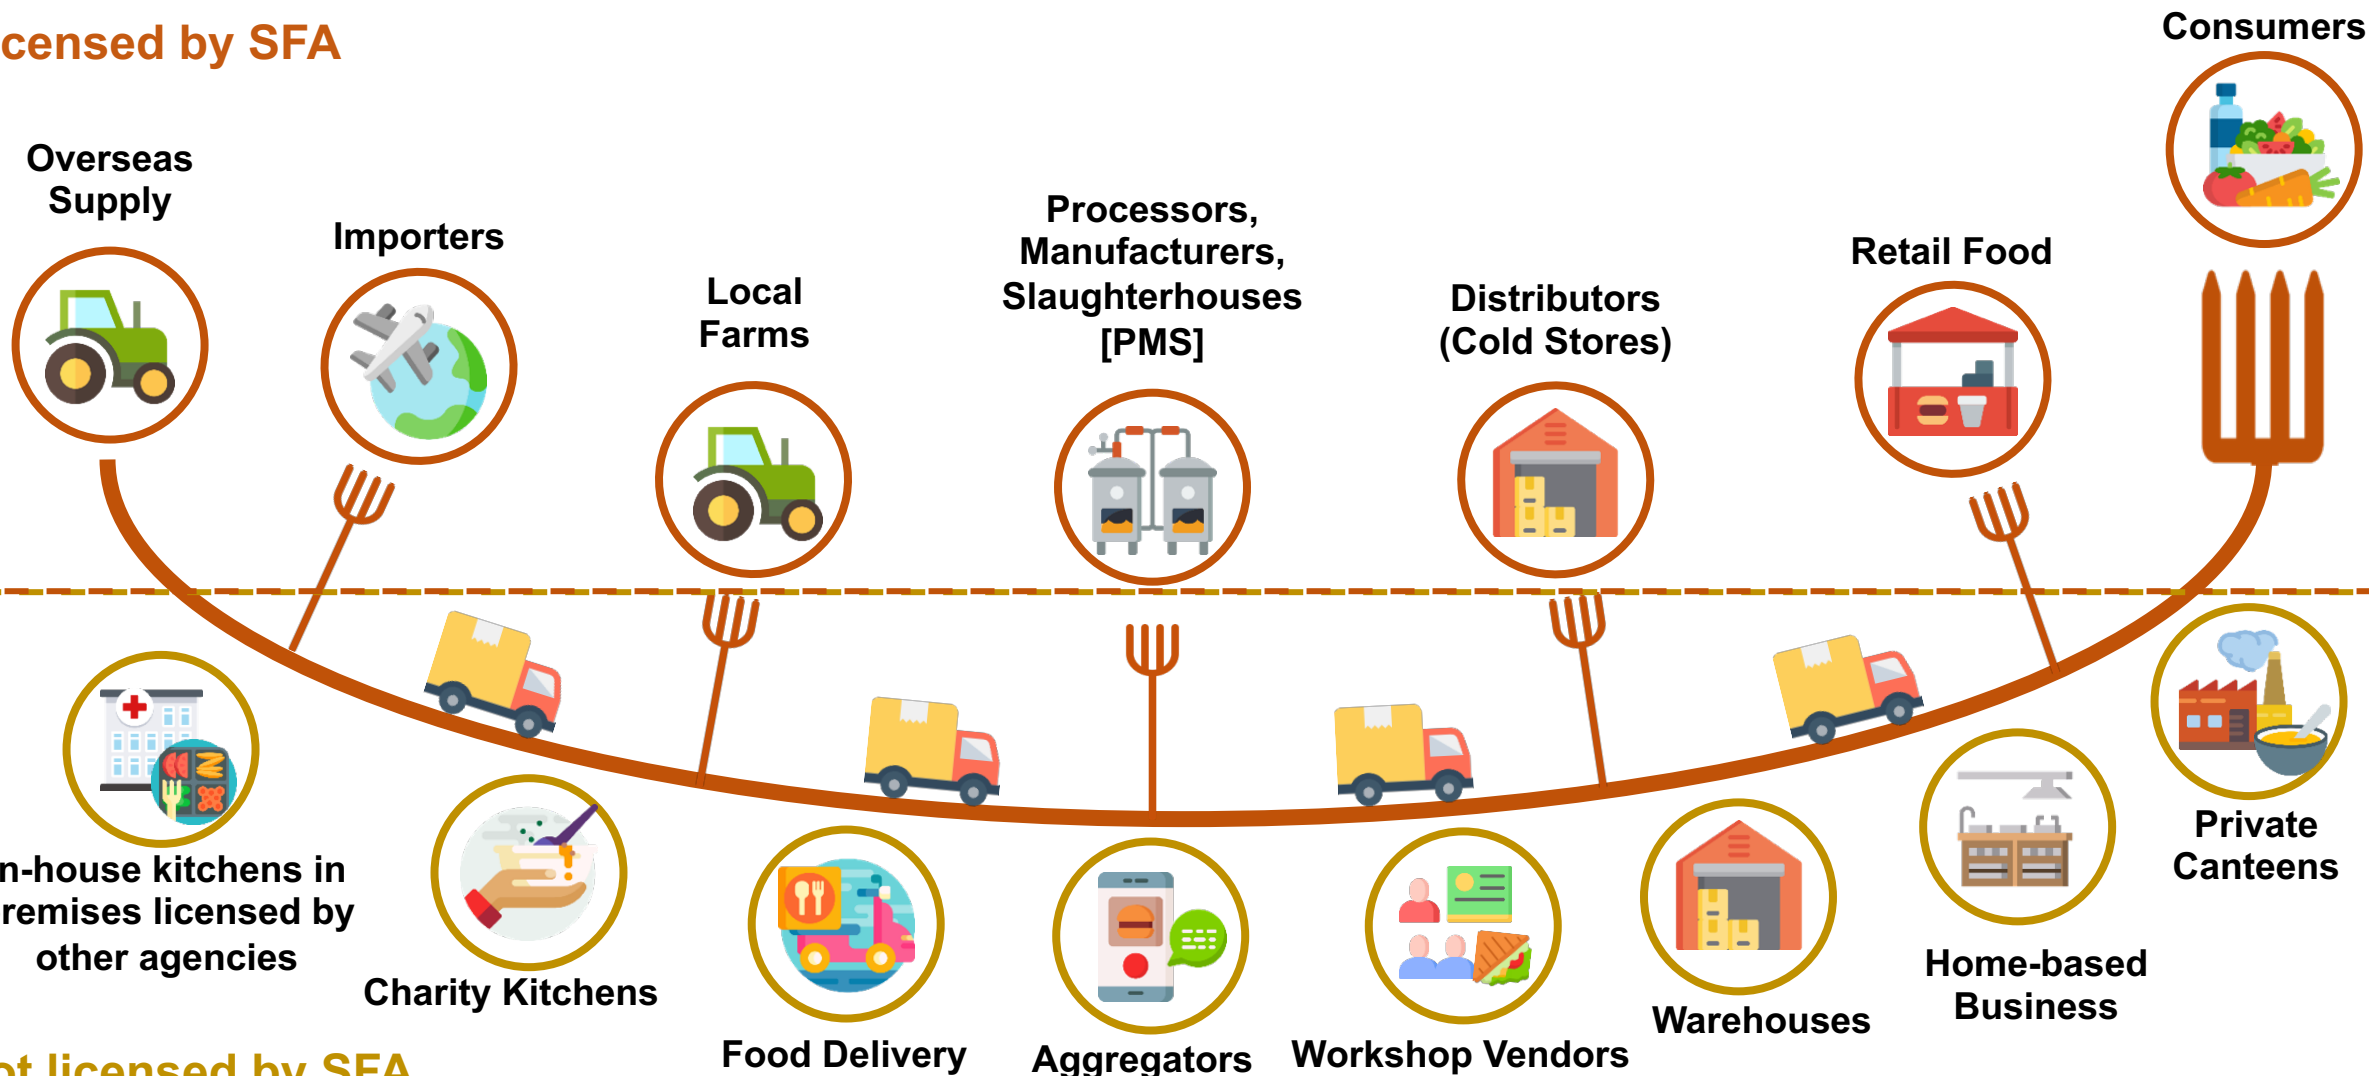 censed by SFA
Consumers
Overseas
Supply
Importers
Local
Farms
Processors,
Manufacturers,
Slaughterhouses
[PMS]
Distributors
(Cold Stores)
Retail Food
n-house kitchens in
remises licensed by
other agencies
Charity Kitchens
Food Delivery
Aggregators
Workshop Vendors
Warehouses
Home-based
Business
Private
Canteens
ot licensed by SFA